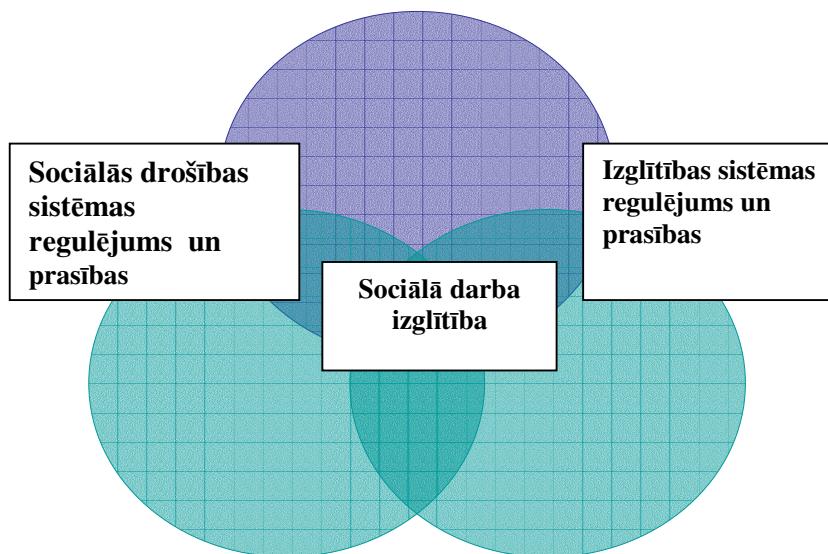 Sociālās drošības
sistēmas
regulējums un
prasības
Izglītības sistēmas
regulējums un
prasības
Sociālā darba
izglītība